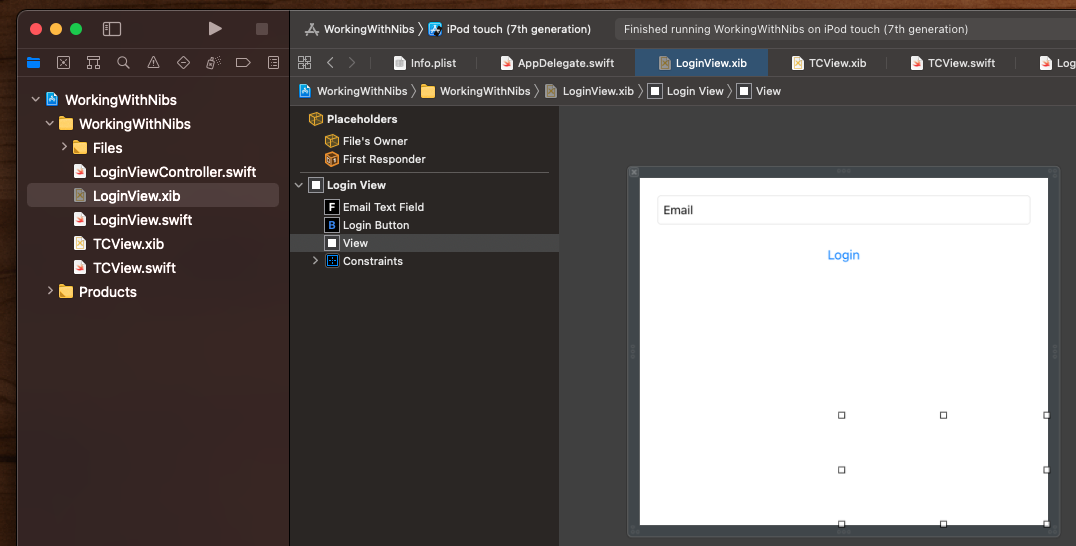 WorkingWithNibs
iPod touch (7th generation)
Finished running WorkingWithNibs on iPod touch (7th generation)
Info.plist
AppDelegate.swift
LoginView.xib
TCView.xib
TCView.swift
Log
WorkingWithNibs
WorkingWithNibs
LoginView.xib
Login View
View
WorkingWithNibs
WorkingWithNibs
Files
LoginViewController.swift
LoginView.xib
LoginView.swift
TCView.xib
TCView.swift
Products
Placeholders
File's Owner
First Responder
Login View
F Email Text Field
B Login Button
View
Constraints
Email
Login